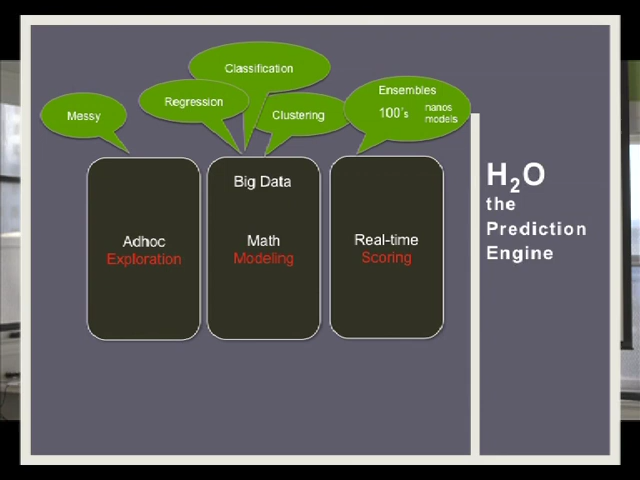 Classification
Regression
Messy
Clustering
Ensembles
100's nanos
models
Big Data
Adhoc
Exploration
Math
Modeling
Real-time
Scoring
H2O
the
Prediction
Engine